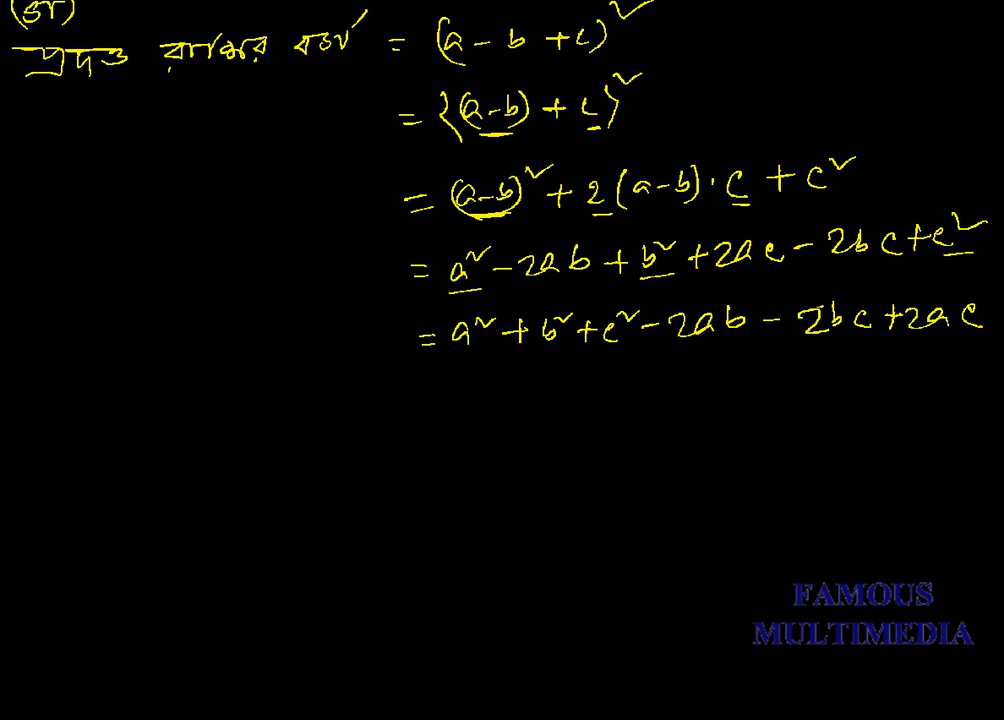 (ঙ)
প্রদত্ত রাশির বর্গ = (a - b + c)²
= {(a-b) + c}²
= (a-b)² + 2(a-b)·c + c²
= a² - 2ab + b² + 2ac - 2bc + c²
= a² + b² + c² - 2ab - 2bc + 2ac
FAMOUS
MULTIMEDIA